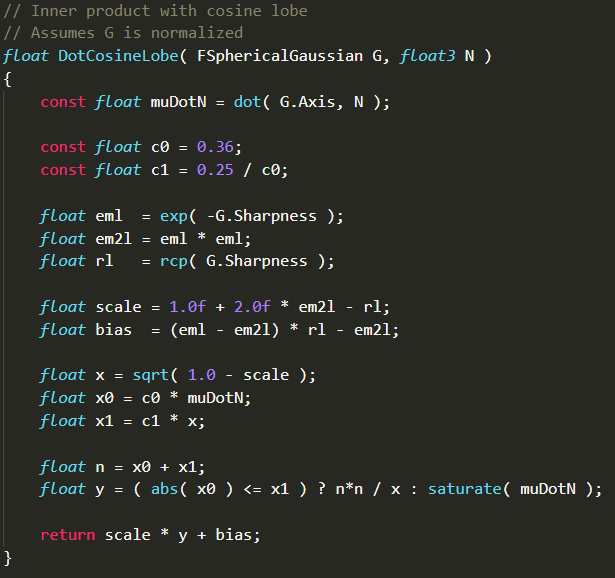 // Inner product with cosine lobe
// Assumes G is normalized
float DotCosineLobe( FSphericalGaussian G, float3 N )
{
const float muDotN = dot( G.Axis, N );
const float c0 = 0.36;
const float c1 = 0.25 / c0;
float eml  = exp( -G.Sharpness );
float em2l = eml * eml;
float rl   = rcp( G.Sharpness );
float scale = 1.0f + 2.0f * em2l - rl;
float bias  = (eml - em2l) * rl - em2l;
float x = sqrt( 1.0 - scale );
float x0 = c0 * muDotN;
float x1 = c1 * x;
float n = x0 + x1;
float y = ( abs( x0 ) <= x1 ) ? n*n / x : saturate( muDotN );
return scale * y + bias;
}